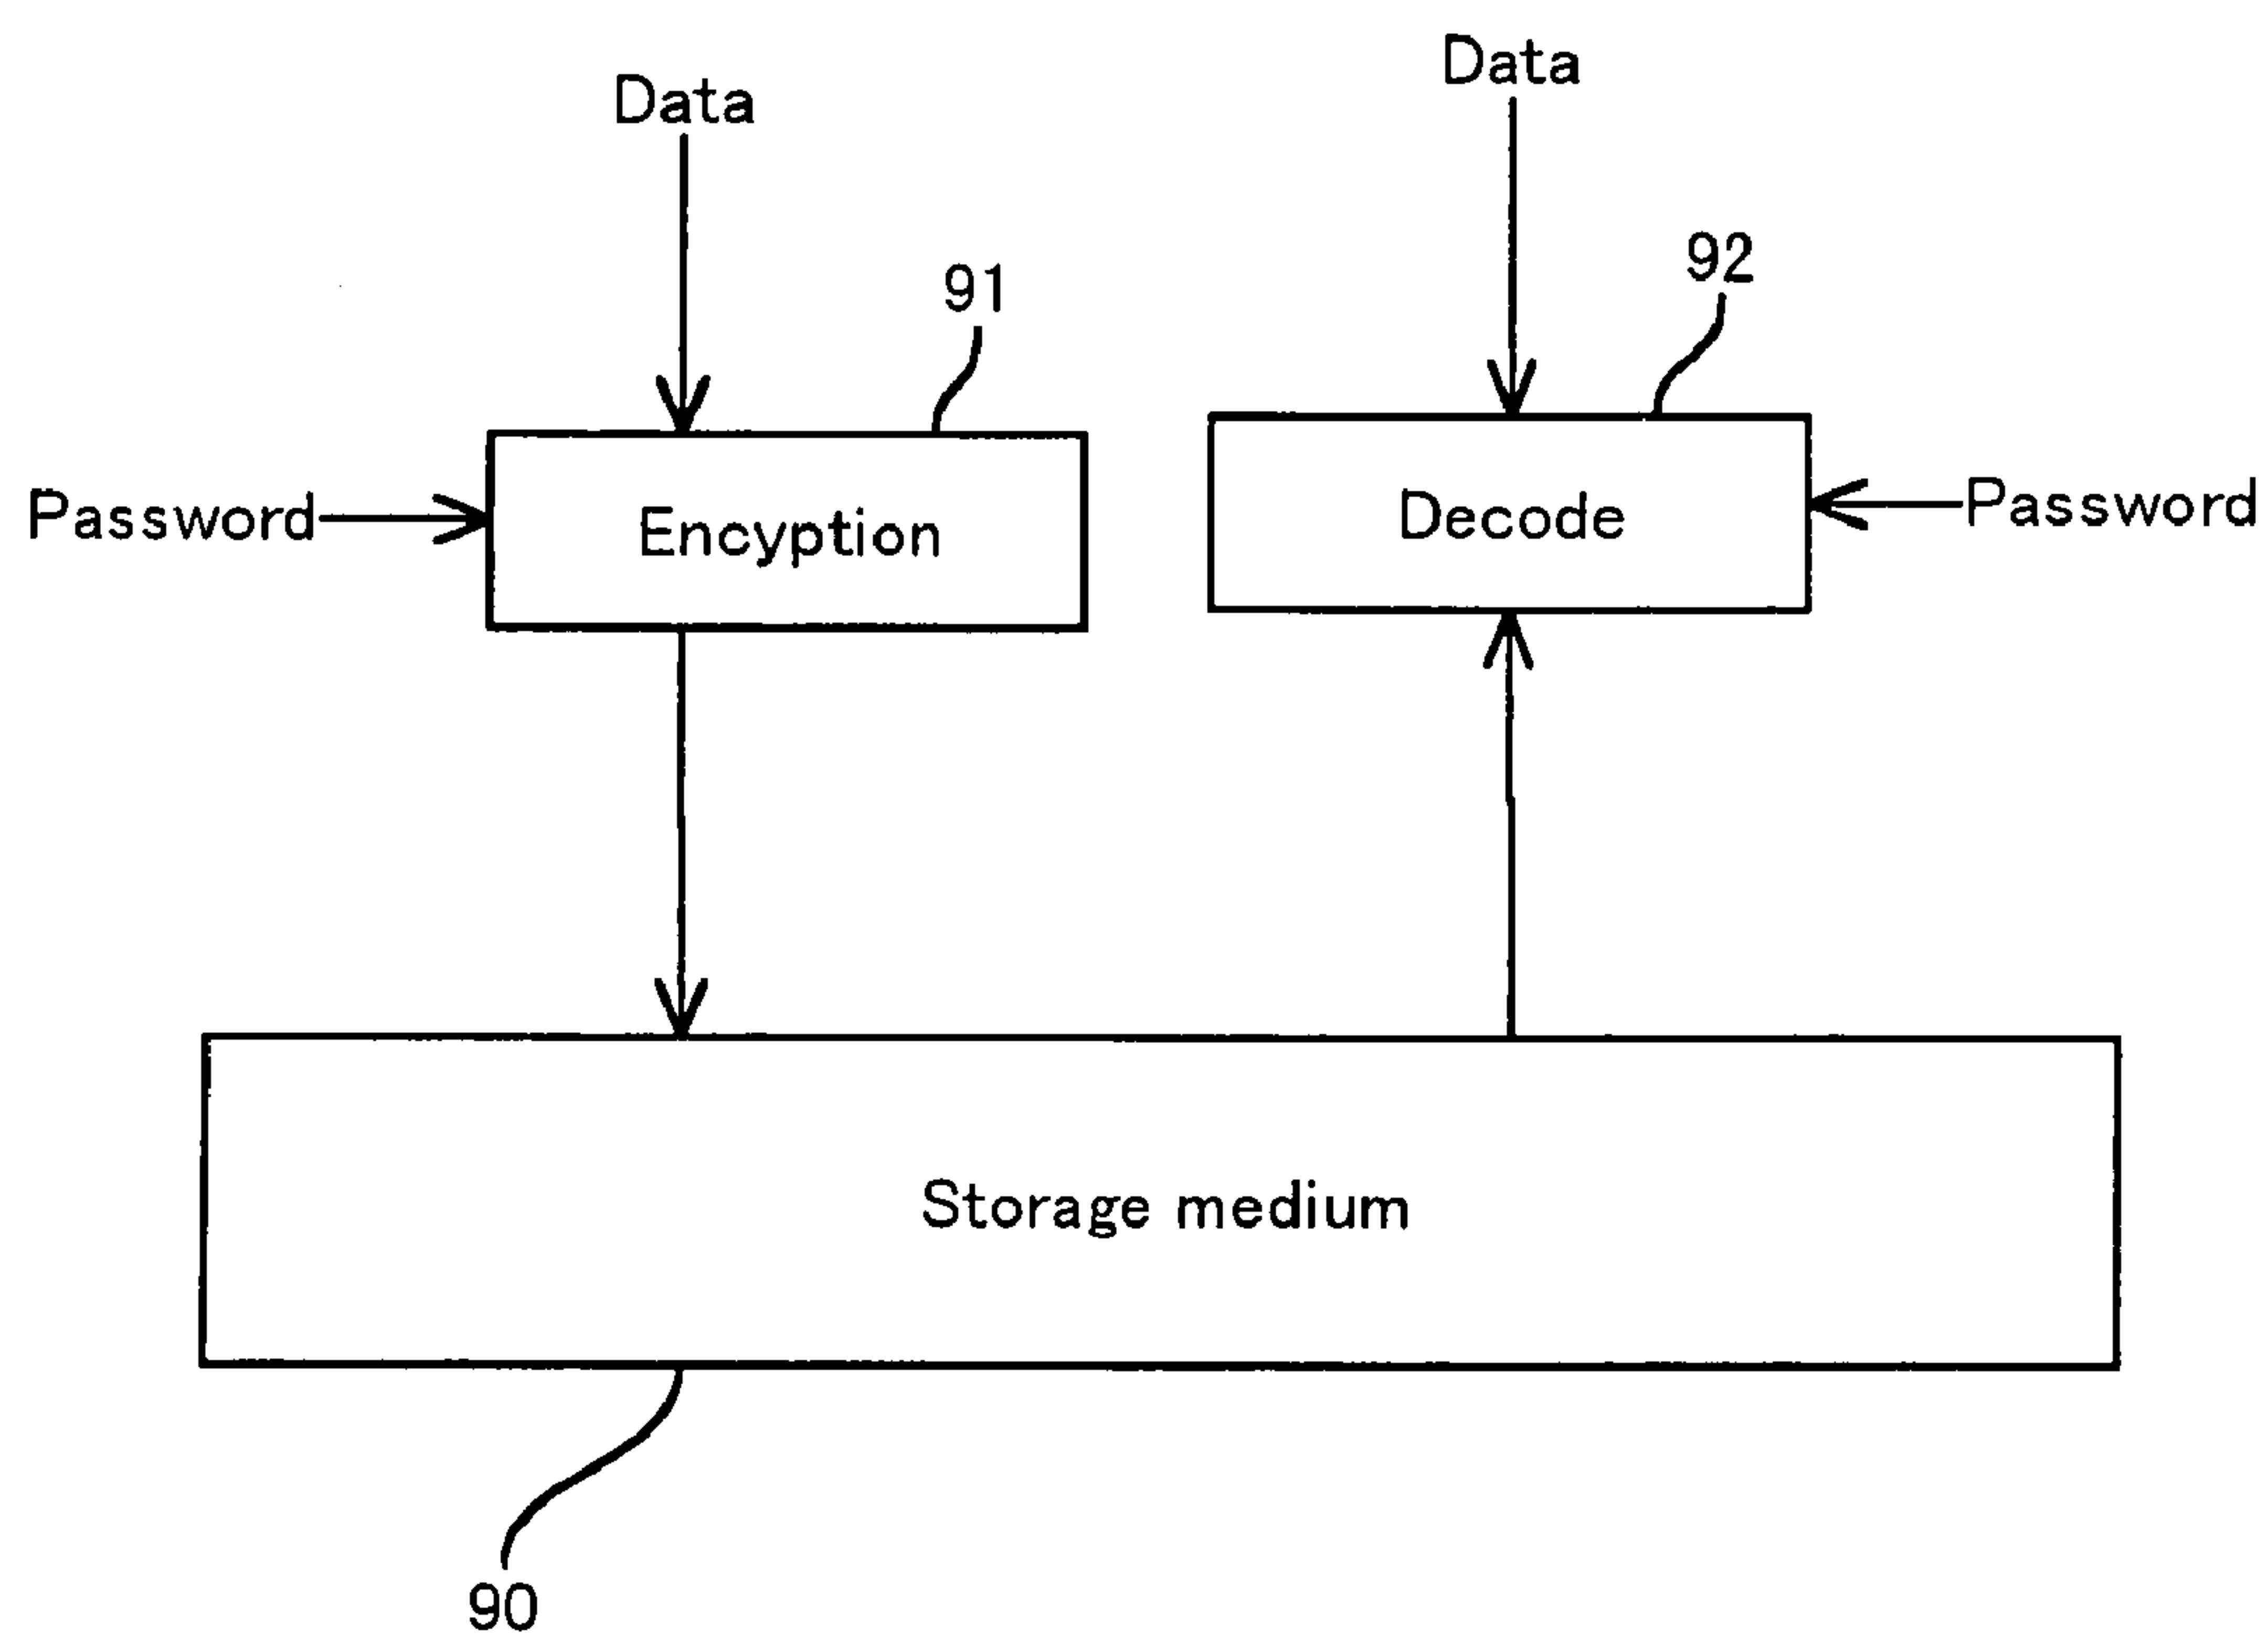 Data
Data
91
92
Password
Encyption
Decode
Password
Storage medium
90